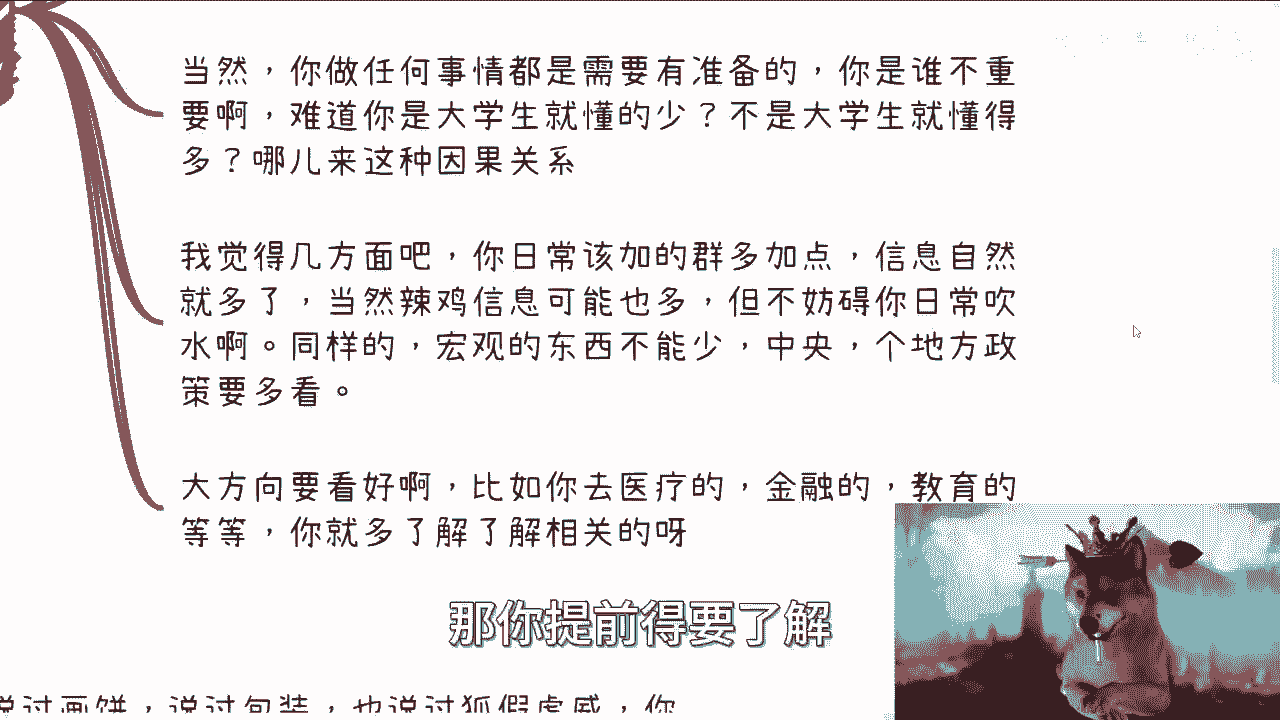 当然，你做任何事情都是需要有准备的，你是谁不重
要啊，难道你是大学生就懂的少？不是大学生就懂得
多？哪儿来这种因果关系
我觉得几方面吧，你日常该加的群多加点，信息自然
就多了，当然辣鸡信息可能也多，但不妨碍你日常吹
水啊。同样的，宏观的东西不能少，中央，个地方政
策要多看。
大方向要看好啊，比如你去医疗的，金融的，教育的
等等，你就多了解了解相关的呀
那你提前得要了解
说过画饼，说过包装，也说过狐假虎威，你